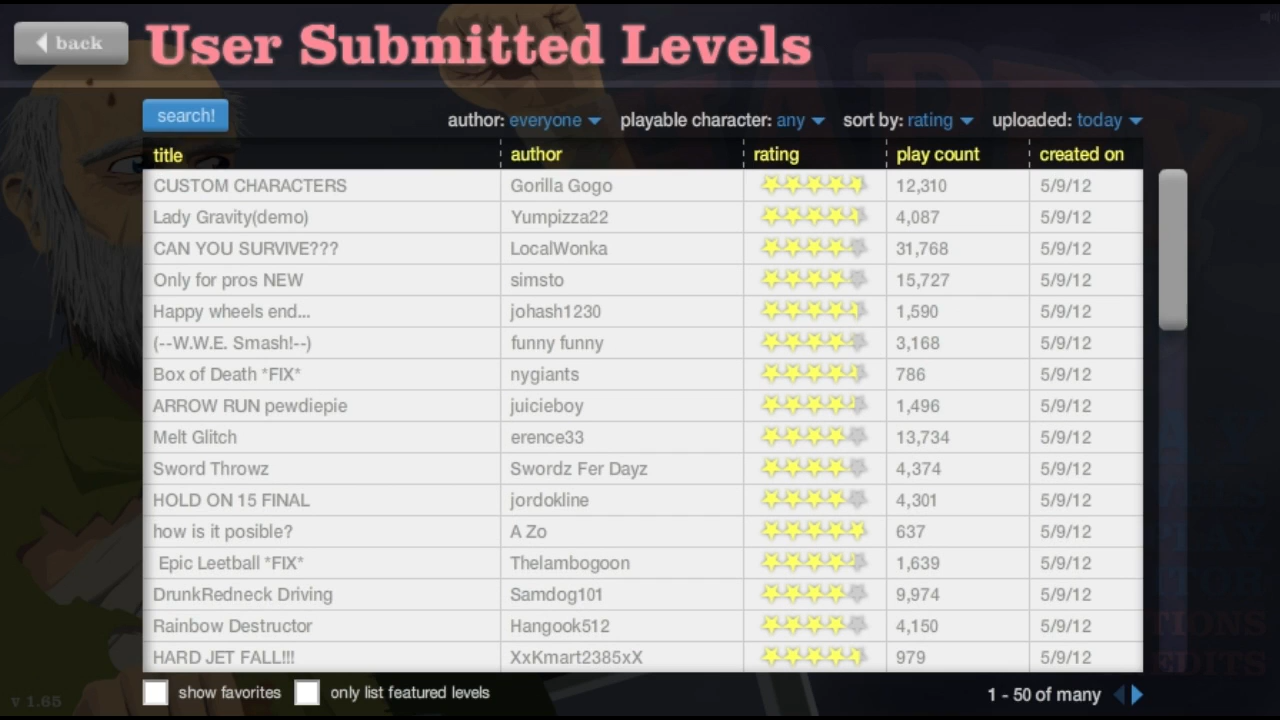 back
User Submitted Levels
search!
author: everyone playable character: any sort by: rating uploaded: today
title author rating play count created on
CUSTOM CHARACTERS Gorilla Gogo 12,310 5/9/12
Lady Gravity(demo) Yumpizza22 4,087 5/9/12
CAN YOU SURVIVE??? LocalWonka 31,768 5/9/12
Only for pros NEW simsto 15,727 5/9/12
Happy wheels end... johash1230 1,590 5/9/12
(--W.W.E. Smash!--) funny funny 3,168 5/9/12
Box of Death *FIX* nygiants 786 5/9/12
ARROW RUN pewdiepie juicieboy 1,496 5/9/12
Melt Glitch erence33 13,734 5/9/12
Sword Throwz Swordz Fer Dayz 4,374 5/9/12
HOLD ON 15 FINAL jordokline 4,301 5/9/12
how is it posible? A Zo 637 5/9/12
Epic Leetball *FIX* Thelambogoon 1,639 5/9/12
DrunkRedneck Driving Samdog101 9,974 5/9/12
Rainbow Destructor Hangook512 4,150 5/9/12
HARD JET FALL!!! XxKmart2385xX 979 5/9/12
show favorites only list featured levels 1 - 50 of many
v 1.65